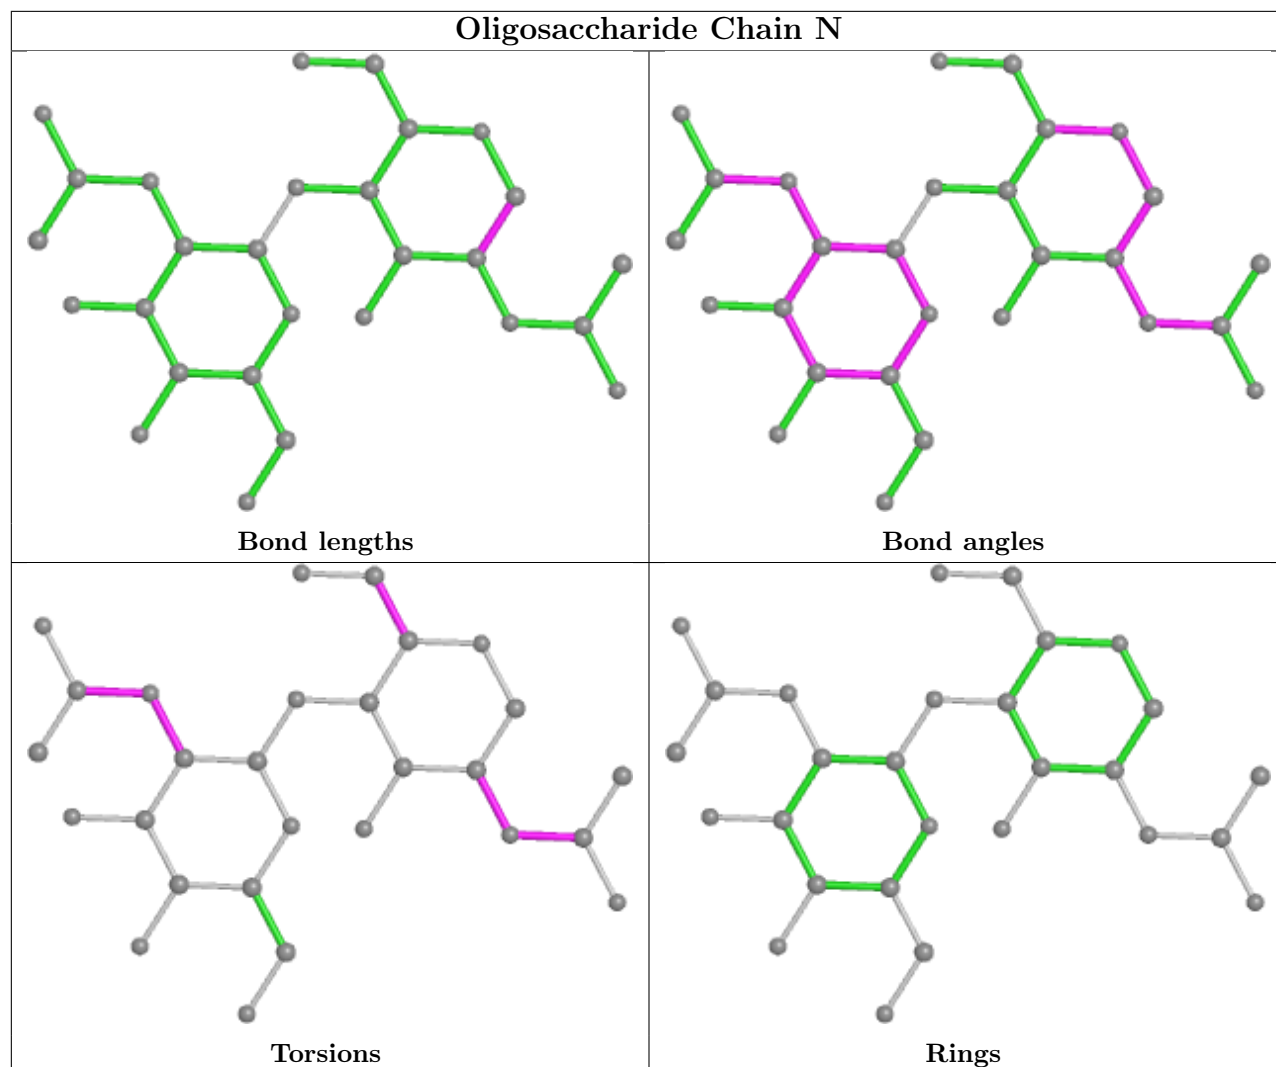 Oligosaccharide Chain N
Bond lengths
Bond angles
Torsions
Rings